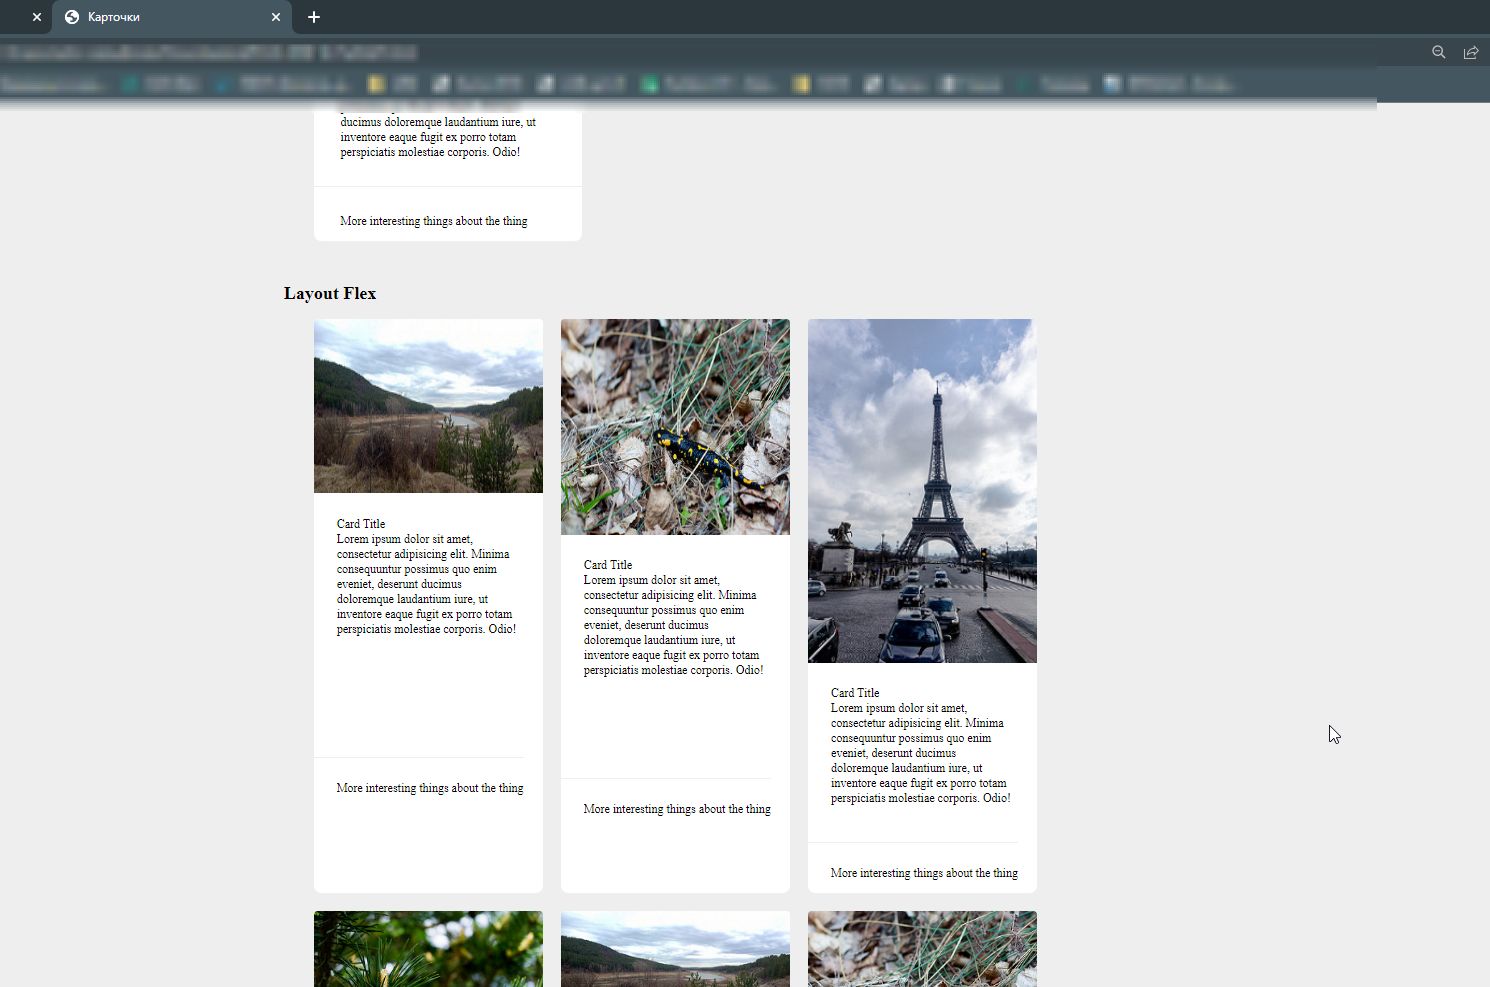 Карточки
ducimus doloremque laudantium iure, ut
inventore eaque fugit ex porro totam
perspiciatis molestiae corporis. Odio!
More interesting things about the thing
Layout Flex
Card Title
Lorem ipsum dolor sit amet,
consectetur adipisicing elit. Minima
consequuntur possimus quo enim
eveniet, deserunt ducimus
doloremque laudantium iure, ut
inventore eaque fugit ex porro totam
perspiciatis molestiae corporis. Odio!
More interesting things about the thing
Card Title
Lorem ipsum dolor sit amet,
consectetur adipisicing elit. Minima
consequuntur possimus quo enim
eveniet, deserunt ducimus
doloremque laudantium iure, ut
inventore eaque fugit ex porro totam
perspiciatis molestiae corporis. Odio!
More interesting things about the thing
Card Title
Lorem ipsum dolor sit amet,
consectetur adipisicing elit. Minima
consequuntur possimus quo enim
eveniet, deserunt ducimus
doloremque laudantium iure, ut
inventore eaque fugit ex porro totam
perspiciatis molestiae corporis. Odio!
More interesting things about the thing